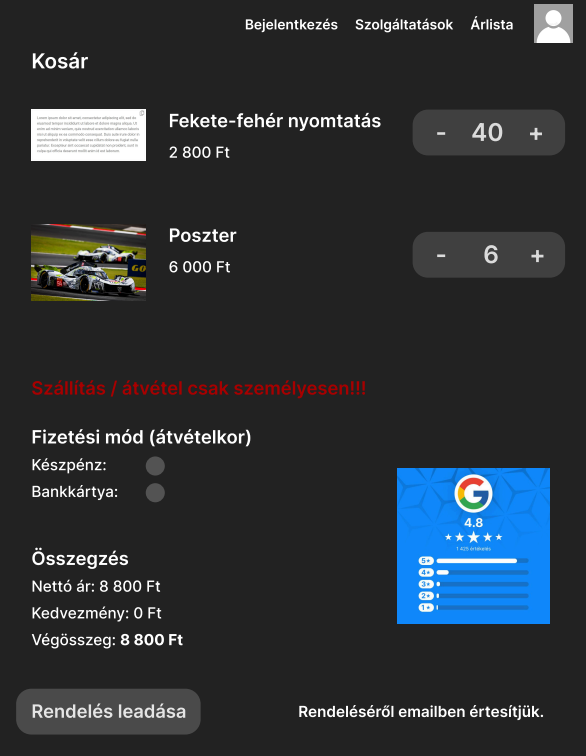 Bejelentkezés Szolgáltatások Árlista
Kosár
Fekete-fehér nyomtatás
2 800 Ft
- 40 +
Poszter
6 000 Ft
- 6 +
GO
Szállítás / átvétel csak személyesen!!!
Fizetési mód (átvételkor)
Készpénz:
Bankkártya:
G
4.8
1 425 értékelés
5★
4★
3★
2★
1★
Összegzés
Nettó ár: 8 800 Ft
Kedvezmény: 0 Ft
Végösszeg: 8 800 Ft
Rendelés leadása
Rendeléséről emailben értesítjük.